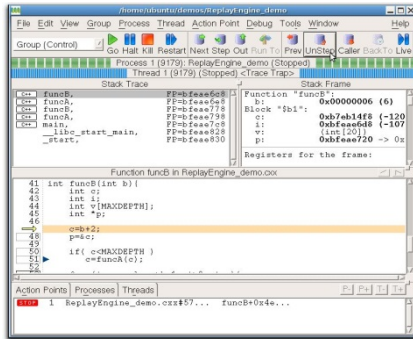 /home/ubuntu/demos/ReplayEngine_demo
File Edit View Group Process Thread Action Point Debug Tools Window Help
Group (Control) Go Halt Kill Restart Next Step Out Run To Prev UnStep Caller BackTo Live
Process 1 (9179): ReplayEngine_demo (Stopped)
Thread 1 (9179) (Stopped) <Trace Trap>
Stack Trace
C++ funcB, FP=bfeae6c8
C++ funcA, FP=bfeae6e8
C++ funcB, FP=bfeae778
C++ funcA, FP=bfeae798
C++ main, FP=bfeae7c8
__libc_start_main, FP=bfeae828
_start, FP=bfeae830
Stack Frame
Function "funcB":
b: 0x00000006 (6)
Block "$b1":
c: 0xb7eb14f8 (-120
i: 0xbfeae6d8 (-107
v: (int[20])
p: 0xbfeae720 -> 0x
Registers for the frame:
Function funcB in ReplayEngine_demo.cxx
41 int funcB(int b){
42 int c;
43 int i;
44 int v[MAXDEPTH];
45 int *p;
46
c=b+2;
48 p=&c;
49
50 if( c<MAXDEPTH )
51 c=funcA(c);
52
Action Points Processes Threads P- P+ T- T+
STOP 1 ReplayEngine_demo.cxx#57... funcB+0x4e...